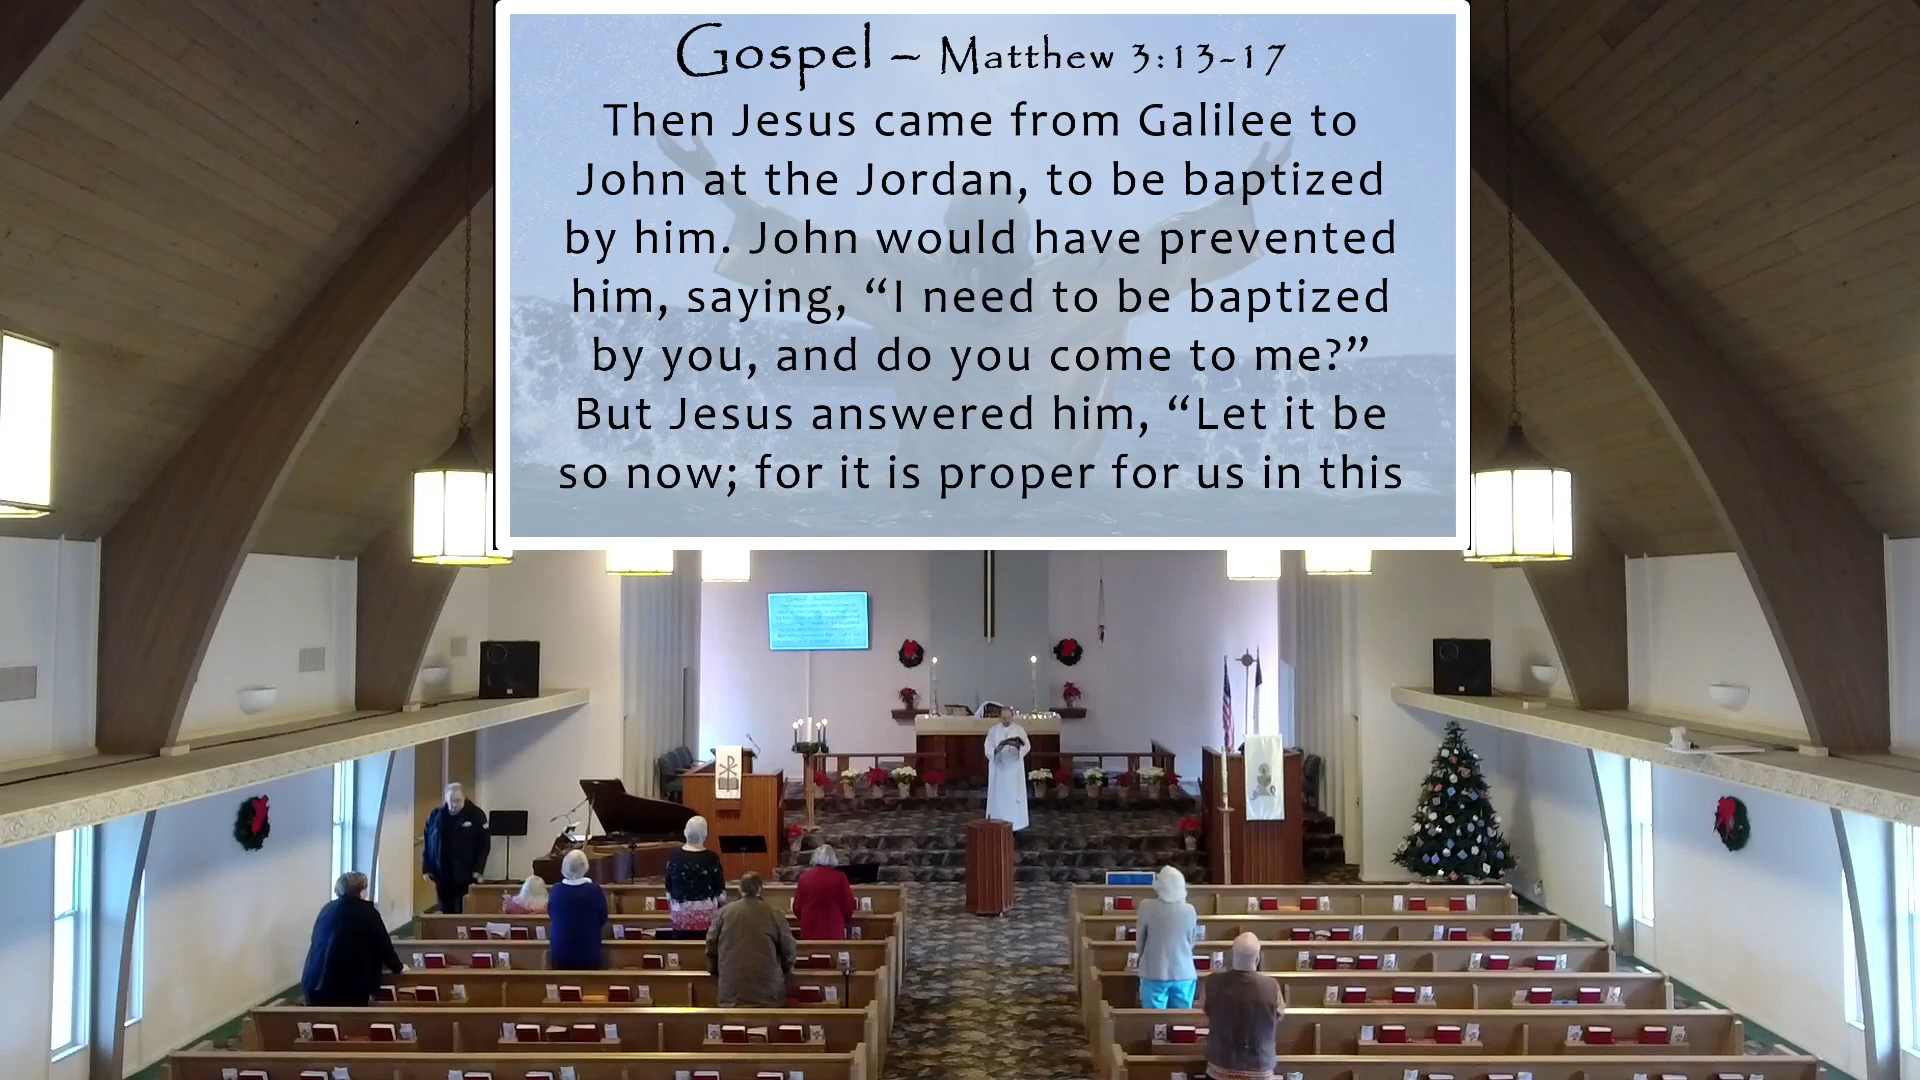 Gospel – Matthew 3:13-17
Then Jesus came from Galilee to
John at the Jordan, to be baptized
by him. John would have prevented
him, saying, “I need to be baptized
by you, and do you come to me?”
But Jesus answered him, “Let it be
so now; for it is proper for us in this